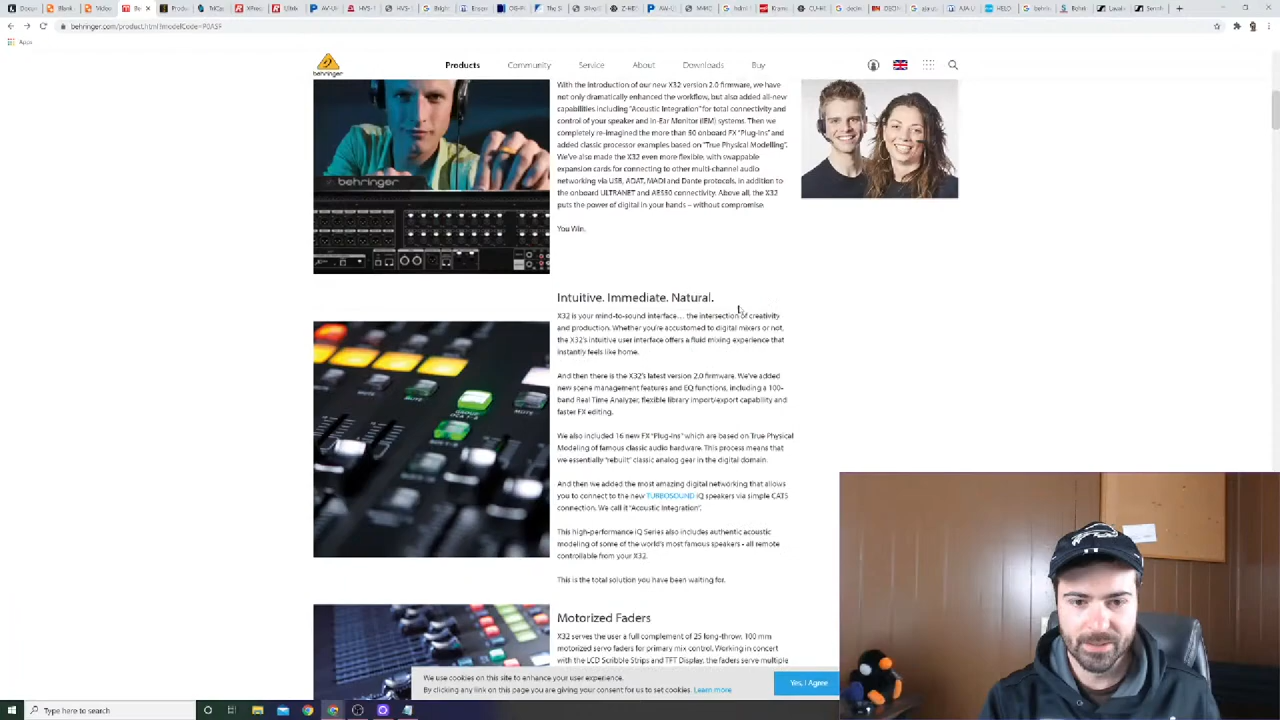 behringer.com/product.html?modelCode=P0ASF
Apps
behringer
Products
Community
Service
About
Downloads
Buy
With the introduction of our new X32 version 2.0 firmware, we have
not only dramatically enhanced the workflow, but also added all-new
capabilities including "Acoustic Integration" for total connectivity and
control of your speaker and In-Ear Monitor (IEM) systems. Then we
completely re-imagined the more than 50 onboard FX "Plug-ins" and
added classic processor examples based on "True Physical Modelling".
We've also made the X32 even more flexible, with swappable
expansion cards for connecting to other multi-channel audio
networking via USB, ADAT, MADI and Dante protocols, in addition to
the onboard ULTRANET and AES50 connectivity. Above all, the X32
puts the power of digital in your hands – without compromise.
You Win.
behringer
Intuitive. Immediate. Natural.
X32 is your mind-to-sound interface… the intersection of creativity
and production. Whether you're accustomed to digital mixers or not,
the X32's intuitive user interface offers a fluid mixing experience that
instantly feels like home.
And then there is the X32's latest version 2.0 firmware. We've added
new scene management features and EQ functions, including a 100-
band Real Time Analyzer, flexible library import/export capability and
faster FX editing.
We also included 16 new FX "Plug-Ins" which are based on True Physical
Modeling of famous classic audio hardware. This process means that
we essentially "rebuilt" classic analog gear in the digital domain.
And then we added the most amazing digital networking that allows
you to connect to the new TURBOSOUND iQ speakers via simple CAT5
connection. We call it "Acoustic Integration".
This high-performance iQ Series also includes authentic acoustic
modeling of some of the world's most famous speakers - all remote
controllable from your X32.
This is the total solution you have been waiting for.
Motorized Faders
X32 serves the user a full complement of 25 long-throw, 100 mm
motorized servo faders for primary mix control. Working in concert
with the LCD Scribble Strips and TFT Display, the faders serve multiple
We use cookies on this site to enhance your user experience.
By clicking any link on this page you are giving your consent for us to set cookies. Learn more
Yes, I Agree
Type here to search